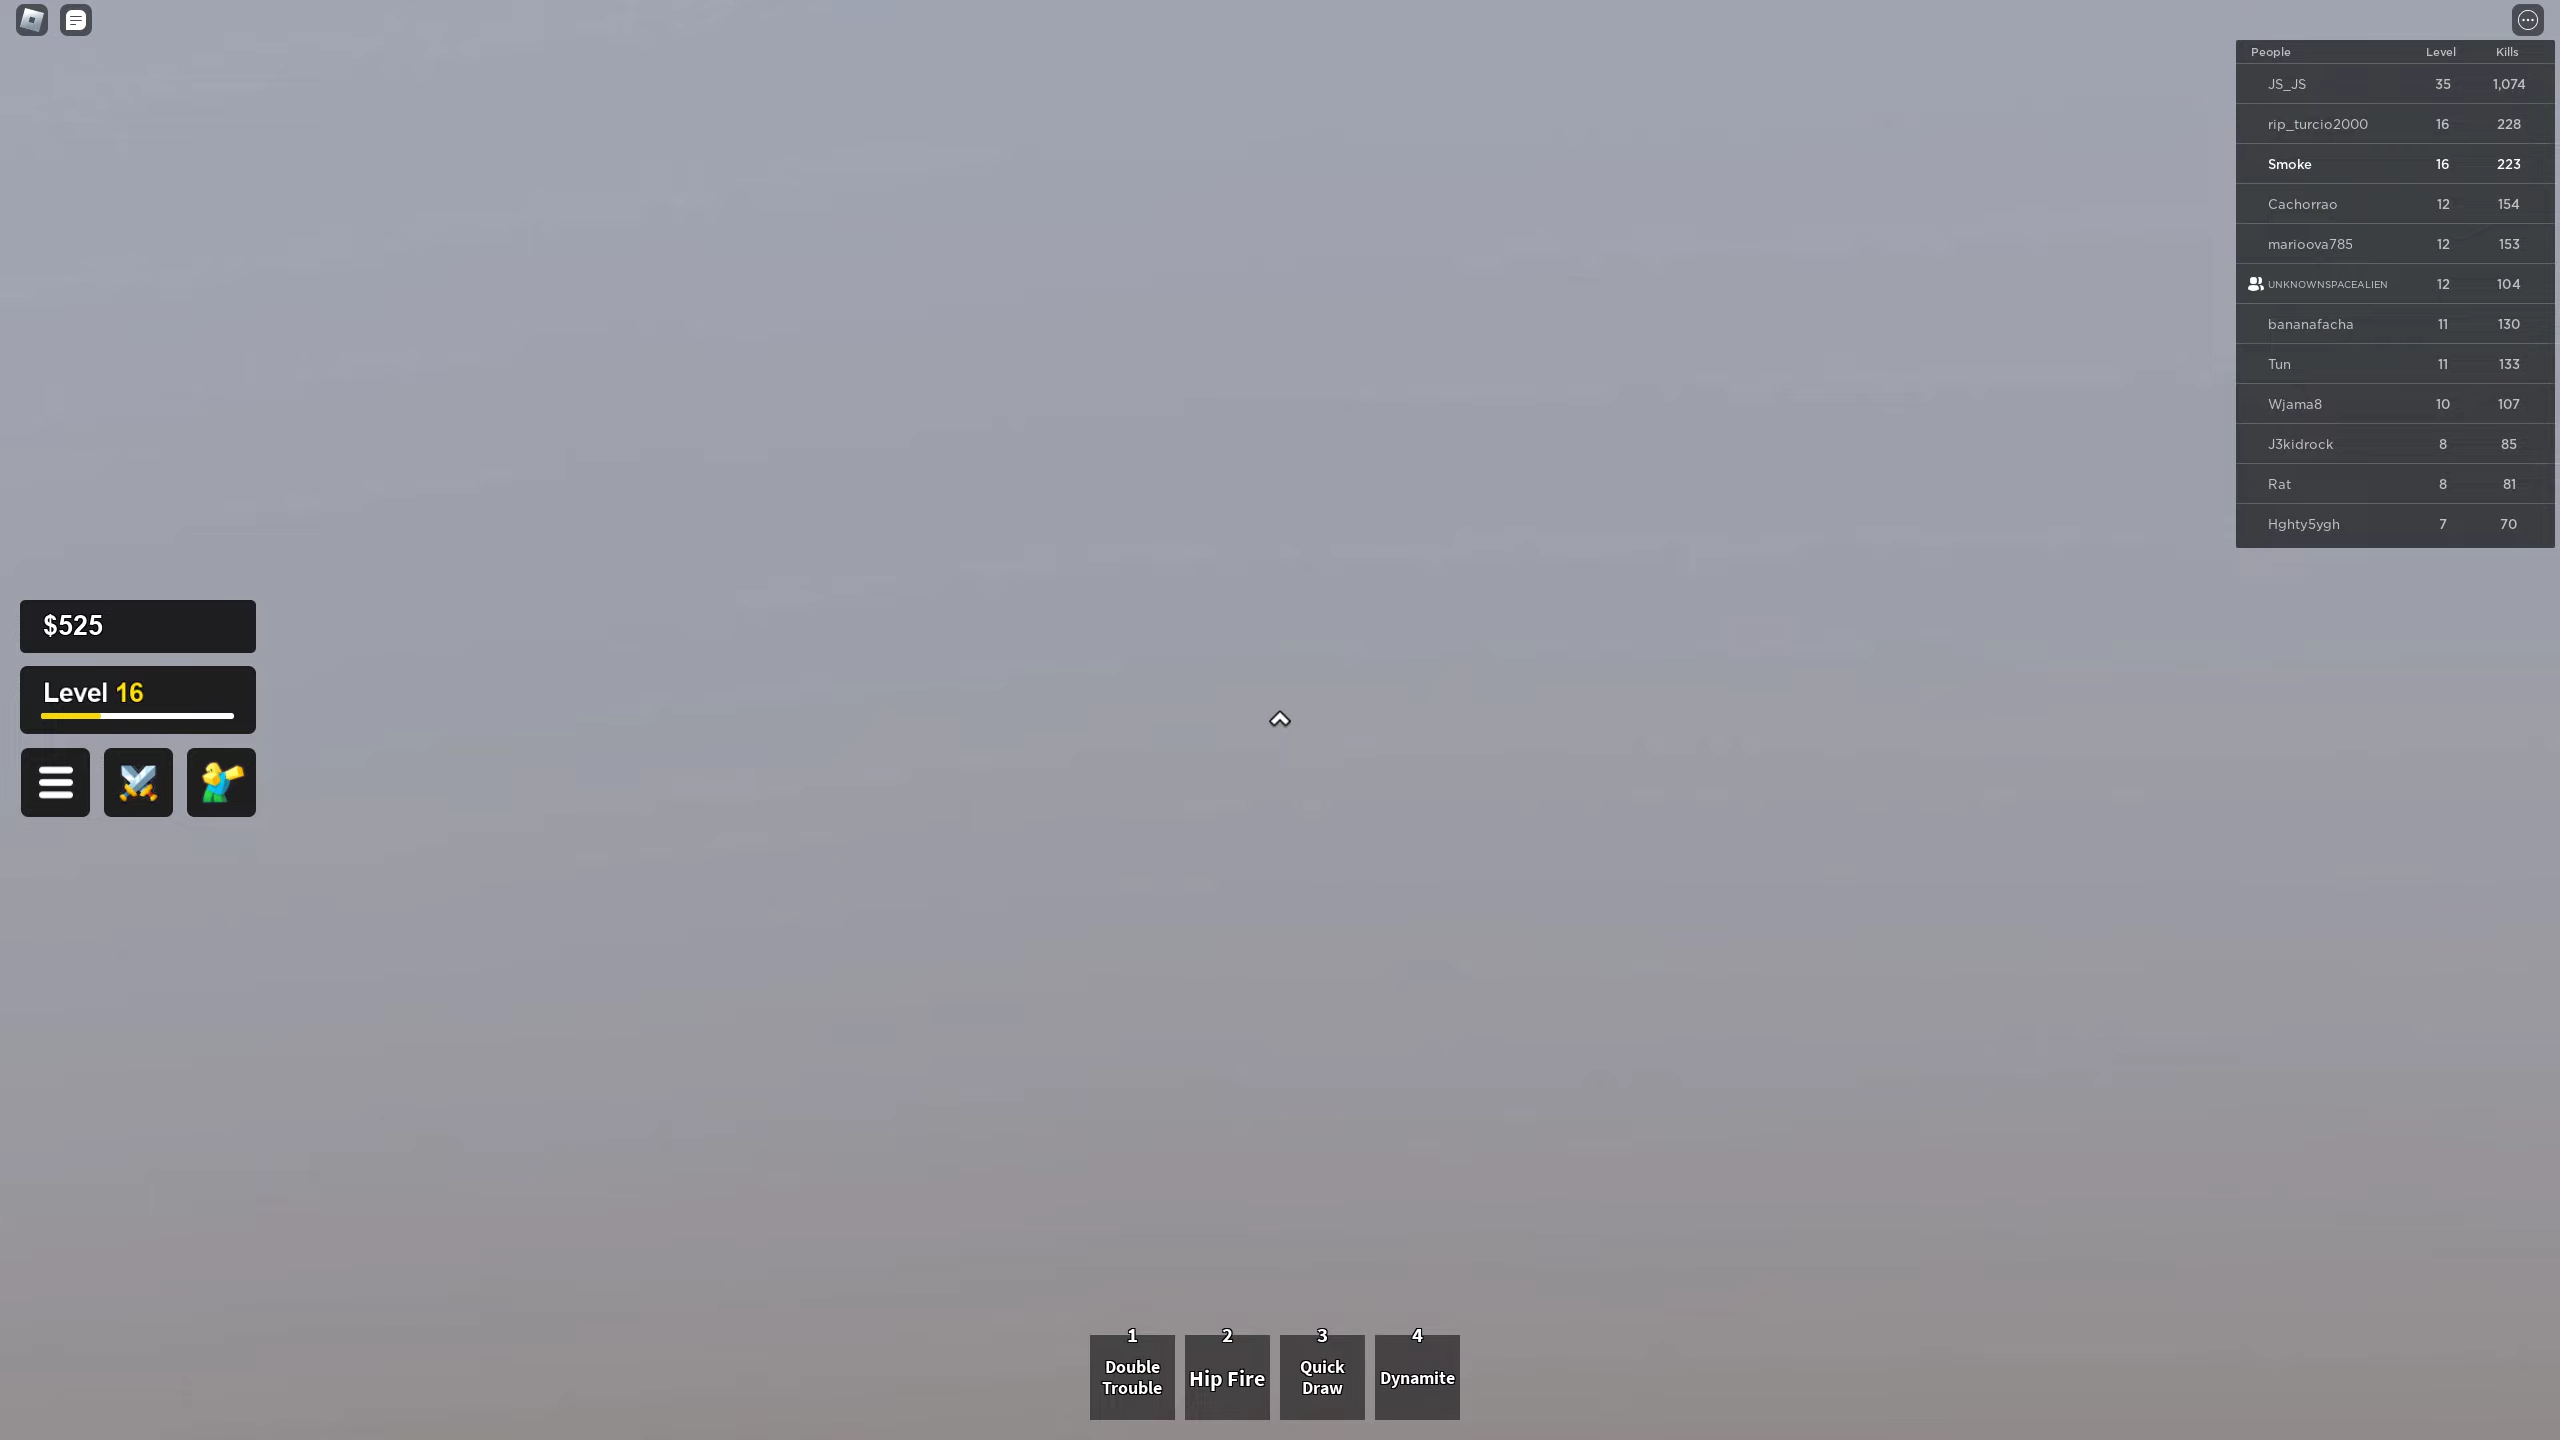 People Level Kills
JS_JS 35 1,074
rip_turcio2000 16 228
Smoke 16 223
Cachorrao 12 154
marioova785 12 153
UNKNOWNSPACEALIEN 12 104
bananafacha 11 130
Tun 11 133
Wjama8 10 107
J3kidrock 8 85
Rat 8 81
Hghty5ygh 7 70
$525
Level 16
1 2 3 4
Double Trouble
Hip Fire
Quick Draw
Dynamite